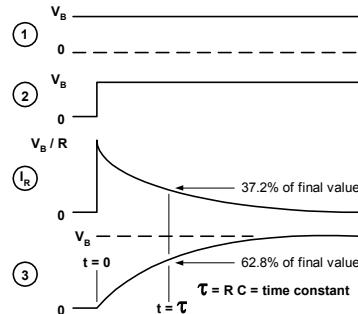 V_B
1
0
V_B
2
0
V_B / R
I_R
37.2% of final value
0
V_B
t = 0
3
62.8% of final value
τ = R C = time constant
0
t = τ